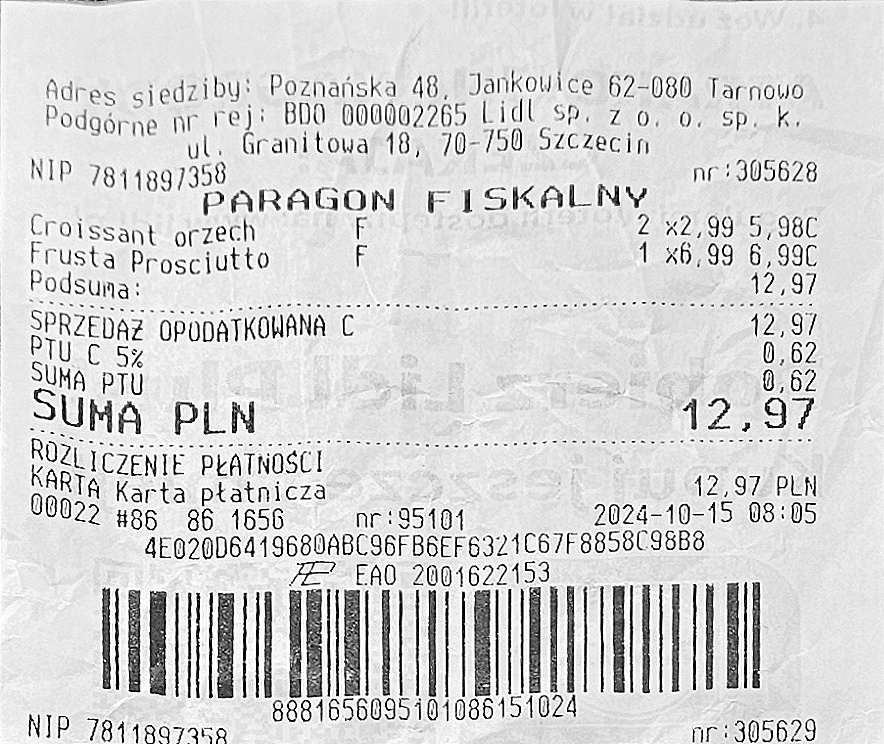 Adres siedziby: Poznańska 48, Jankowice 62-080 Tarnowo
Podgórne nr rej: BDO 000002265 Lidl sp. z o. o. sp. k.
ul. Granitowa 18, 70-750 Szczecin
NIP 7811897358 nr:305628
PARAGON FISKALNY
Croissant orzech F 2 x2,99 5,98C
Frusta Prosciutto F 1 x6,99 6,99C
Podsuma: 12,97
SPRZEDAŻ OPODATKOWANA C 12,97
PTU C 5% 0,62
SUMA PTU 0,62
SUMA PLN 12,97
ROZLICZENIE PŁATNOŚCI
KARTA Karta płatnicza 12,97 PLN
00022 #86 86 1656 nr:95101 2024-10-15 08:05
4E020D6419680ABC96FB6EF6321C67F8858C98B8
EAO 2001622153
8881656095101086151024
NIP 7811897358 nr:305629